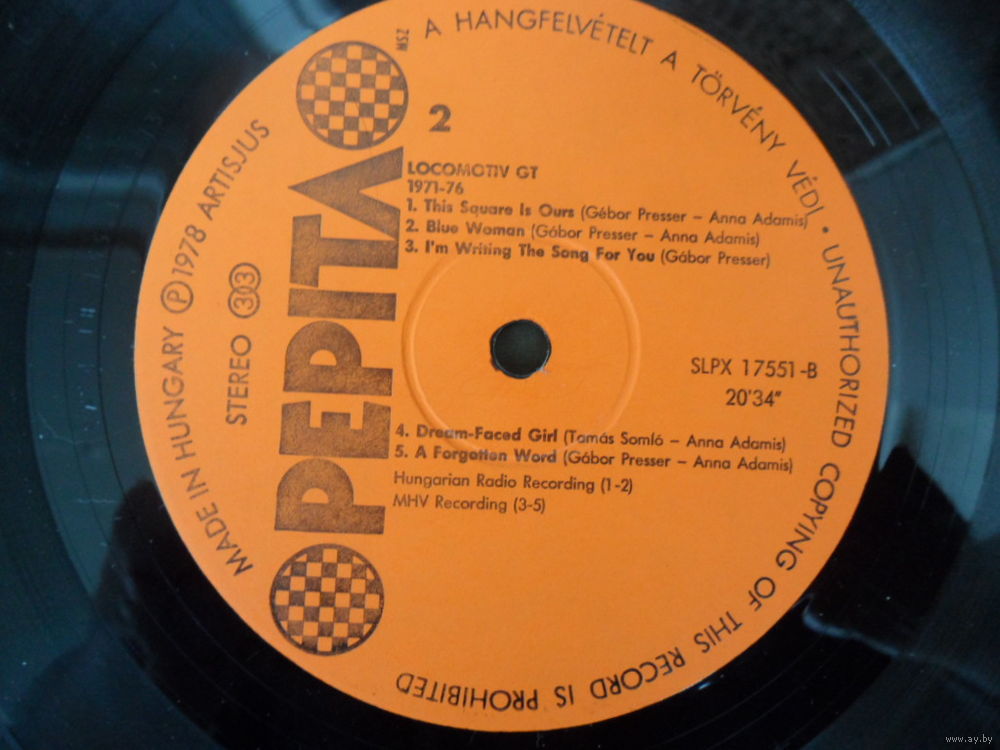 A HANGFELVÉTELT A TÖRVÉNY VÉDI • UNAUTHORIZED COPYING OF THIS RECORD IS PROHIBITED
MADE IN HUNGARY Ⓟ 1978 ARTISJUS
MSZ
STEREO 33
PEPITA
2
LOCOMOTIV GT
1971-76
1. This Square Is Ours (Gábor Presser – Anna Adamis)
2. Blue Woman (Gábor Presser – Anna Adamis)
3. I'm Writing The Song For You (Gábor Presser)
SLPX 17551-B
20'34"
4. Dream-Faced Girl (Tamás Somló – Anna Adamis)
5. A Forgotten Word (Gábor Presser – Anna Adamis)
Hungarian Radio Recording (1-2)
MHV Recording (3-5)
www.ay.by